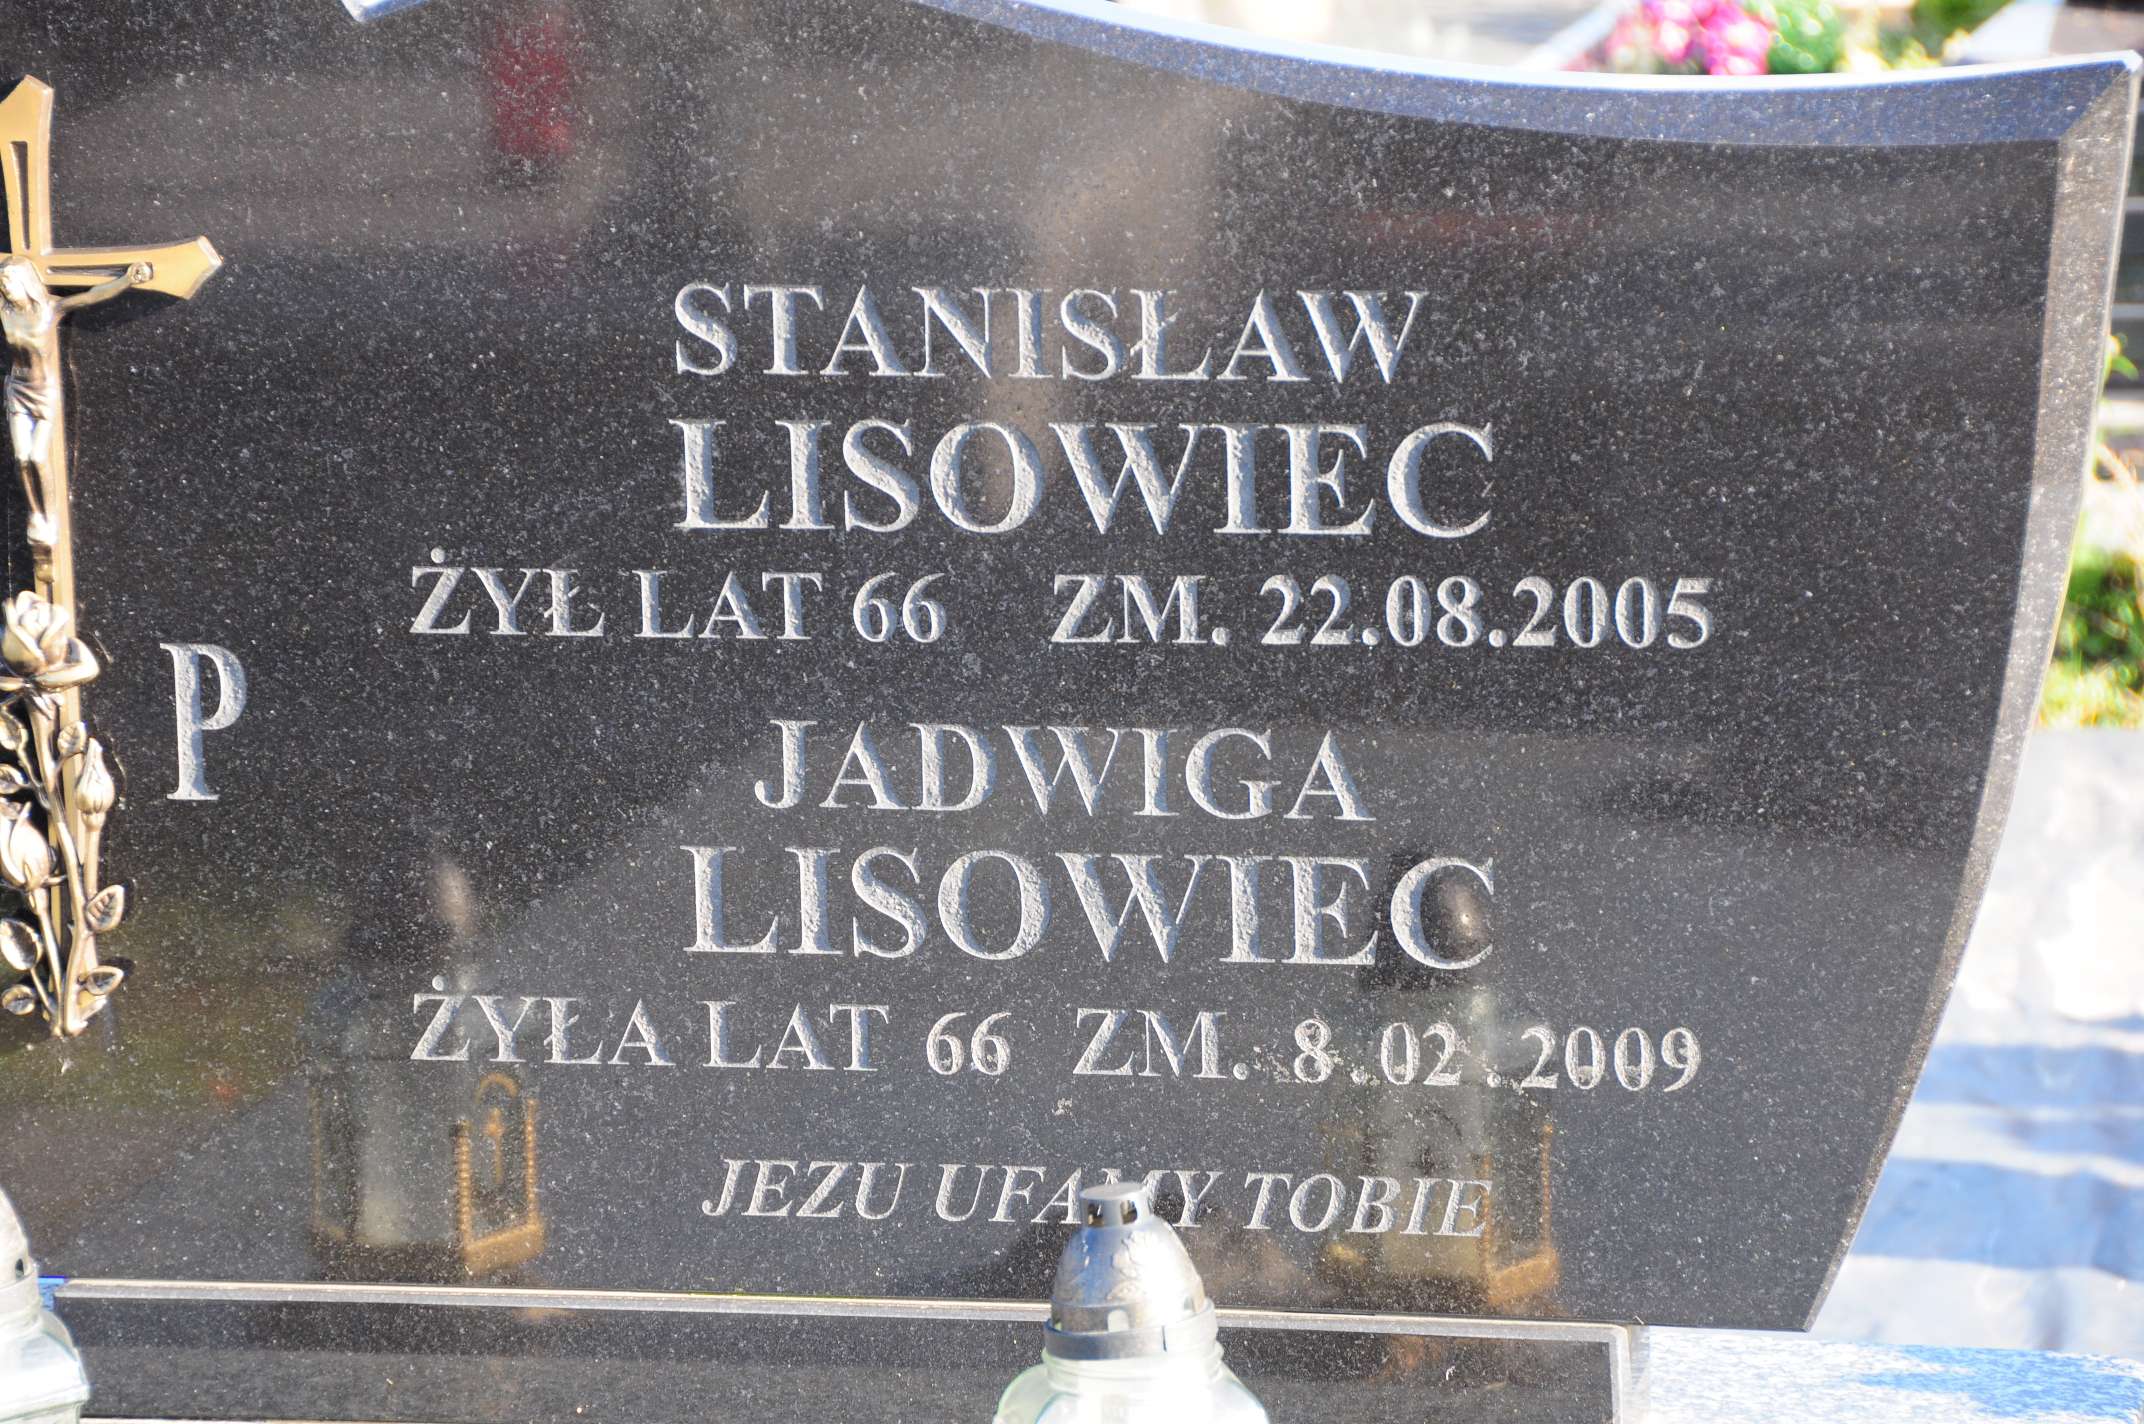 STANISŁAW
LISOWIEC
ŻYŁ LAT 66 ZM. 22.08.2005
P
JADWIGA
LISOWIEC
ŻYŁA LAT 66 ZM. 8.02.2009
JEZU UFAMY TOBIE